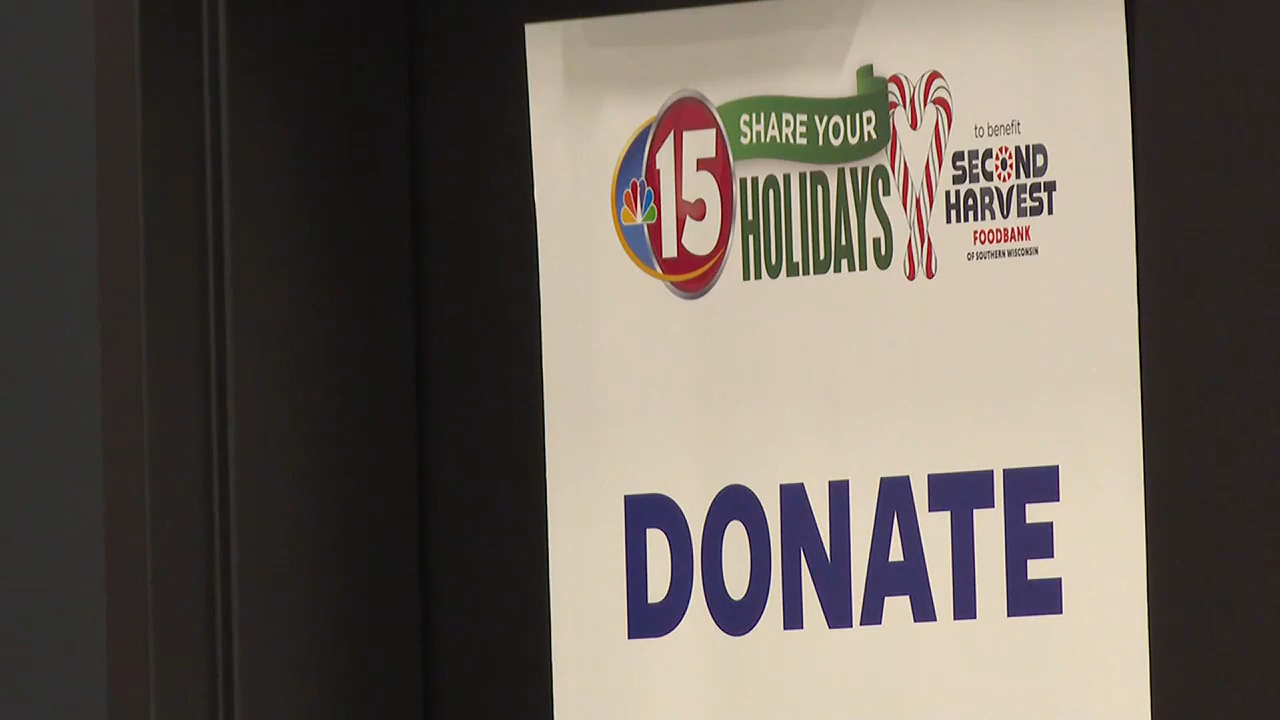 15
SHARE YOUR
HOLIDAYS
to benefit
SECOND
HARVEST
FOODBANK
OF SOUTHERN WISCONSIN
DONATE